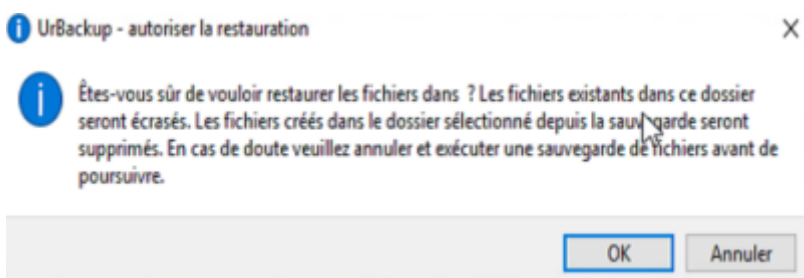 UrBackup - autoriser la restauration
Êtes-vous sûr de vouloir restaurer les fichiers dans ? Les fichiers existants dans ce dossier
seront écrasés. Les fichiers créés dans le dossier sélectionné depuis la sauvegarde seront
supprimés. En cas de doute veuillez annuler et exécuter une sauvegarde de fichiers avant de
poursuivre.
OK Annuler